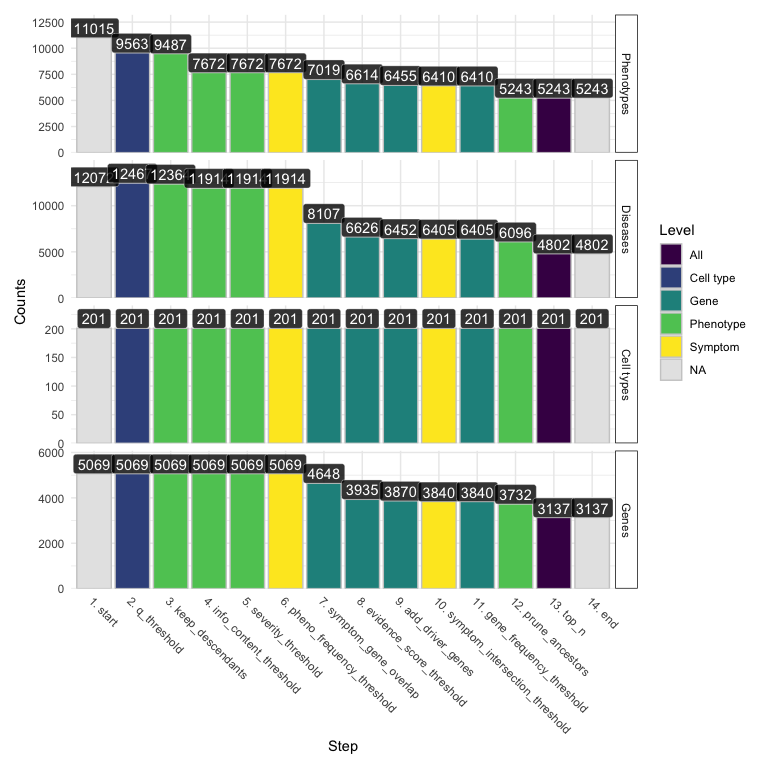 12500
10000
7500
5000
2500
0
11015 9563 9487 7672 7672 7672 7019 6614 6455 6410 6410 5243 5243 5243
Phenotypes
10000
5000
0
12467 12364 11914 11914 11914 8107 6626 6452 6405 6405 6096 4802 4802
Diseases
200
150
100
50
0
201 201 201 201 201 201 201 201 201 201 201 201 201 201
Cell types
6000
4000
2000
0
5069 5069 5069 5069 5069 5069 4648 3935 3870 3840 3840 3732 3137 3137
Genes
Counts
1. start
2. q_threshold
3. keep_descendants
4. info_content_threshold
5. severity_threshold
6. pheno_frequency_threshold
7. symptom_gene_overlap
8. evidence_score_threshold
9. add_driver_genes
10. symptom_intersection_threshold
11. gene_frequency_threshold
12. prune_ancestors
13. top_n
14. end
Step
Level
All
Cell type
Gene
Phenotype
Symptom
NA